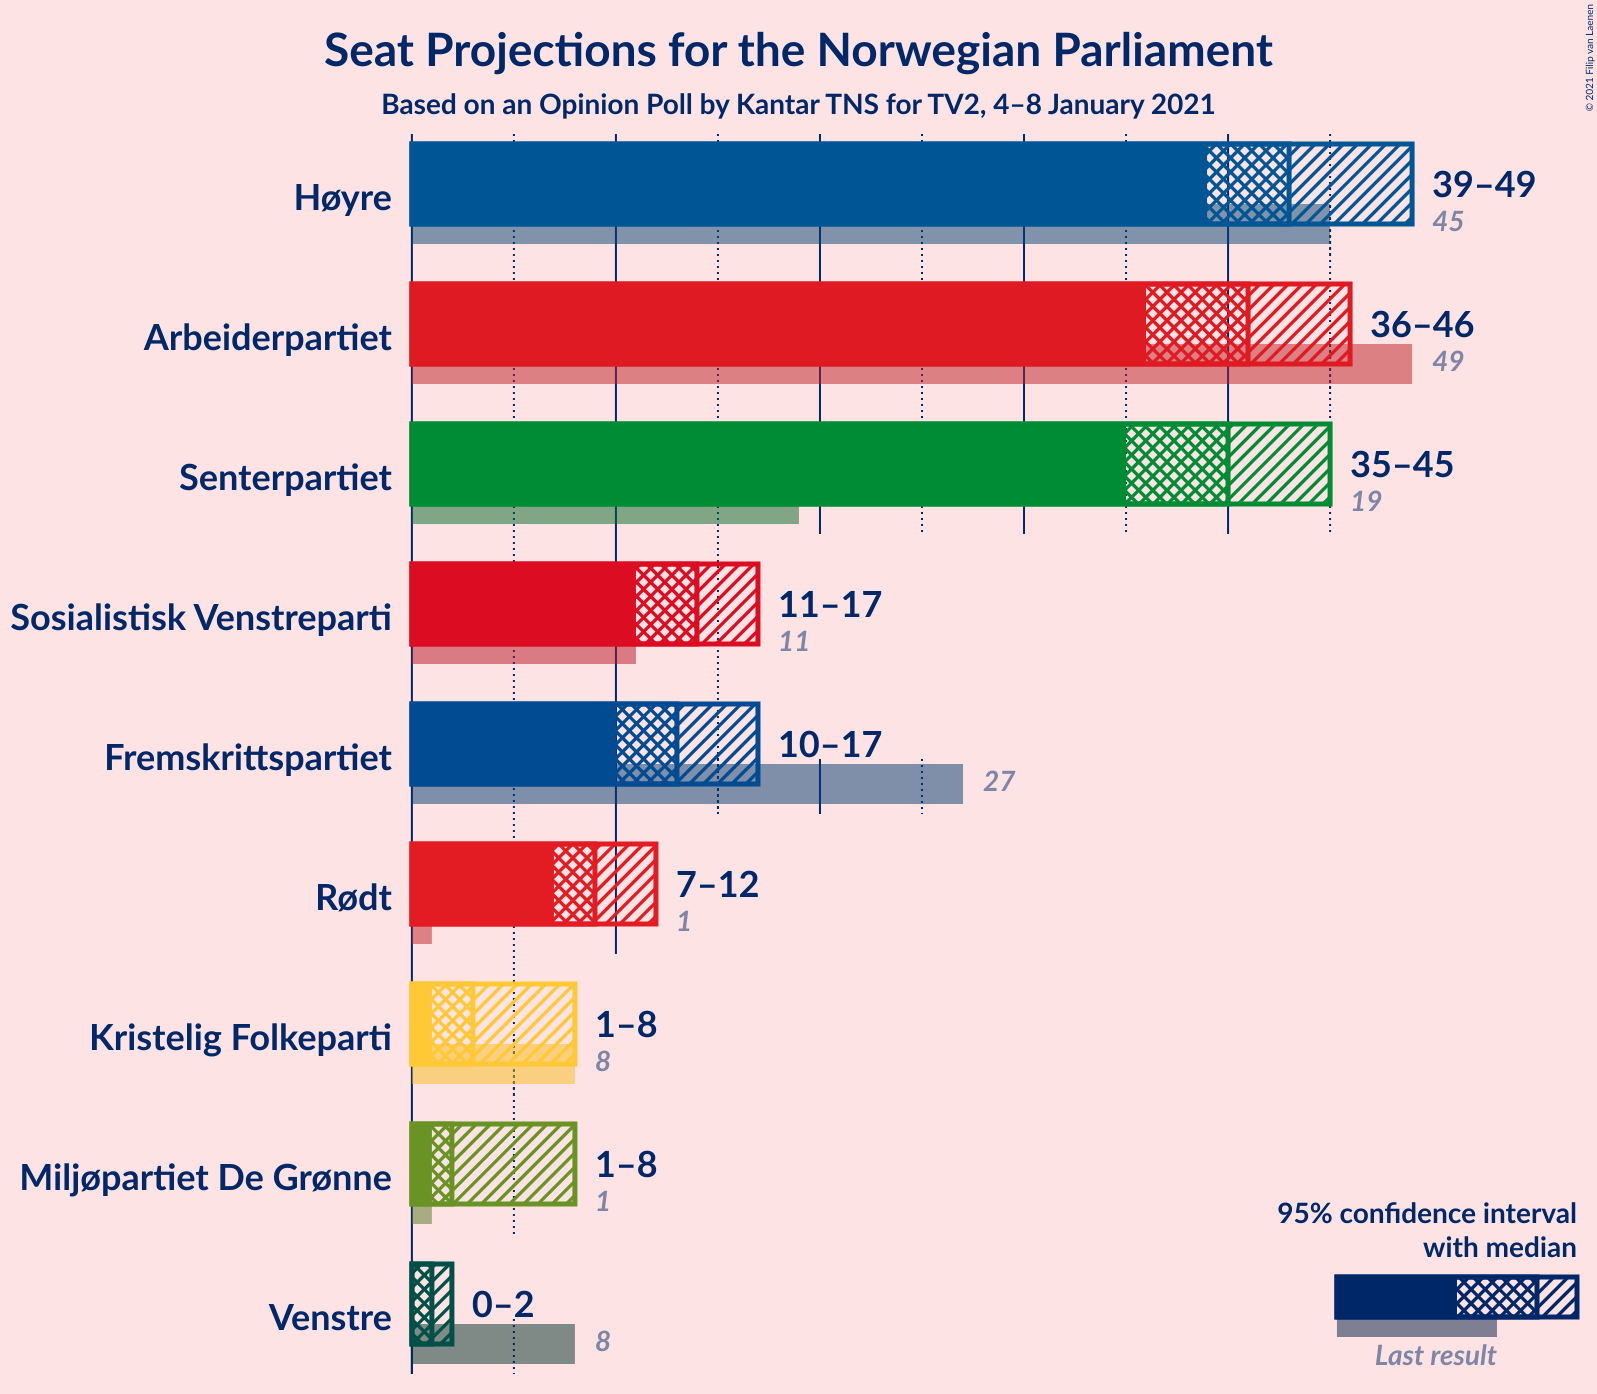 Seat Projections for the Norwegian Parliament
Based on an Opinion Poll by Kantar TNS for TV2, 4–8 January 2021
© 2021 Filip van Laenen
Høyre
39–49
45
Arbeiderpartiet
36–46
49
Senterpartiet
35–45
19
Sosialistisk Venstreparti
11–17
11
Fremskrittspartiet
10–17
27
Rødt
7–12
1
Kristelig Folkeparti
1–8
8
Miljøpartiet De Grønne
1–8
1
Venstre
0–2
8
95% confidence interval
with median
Last result